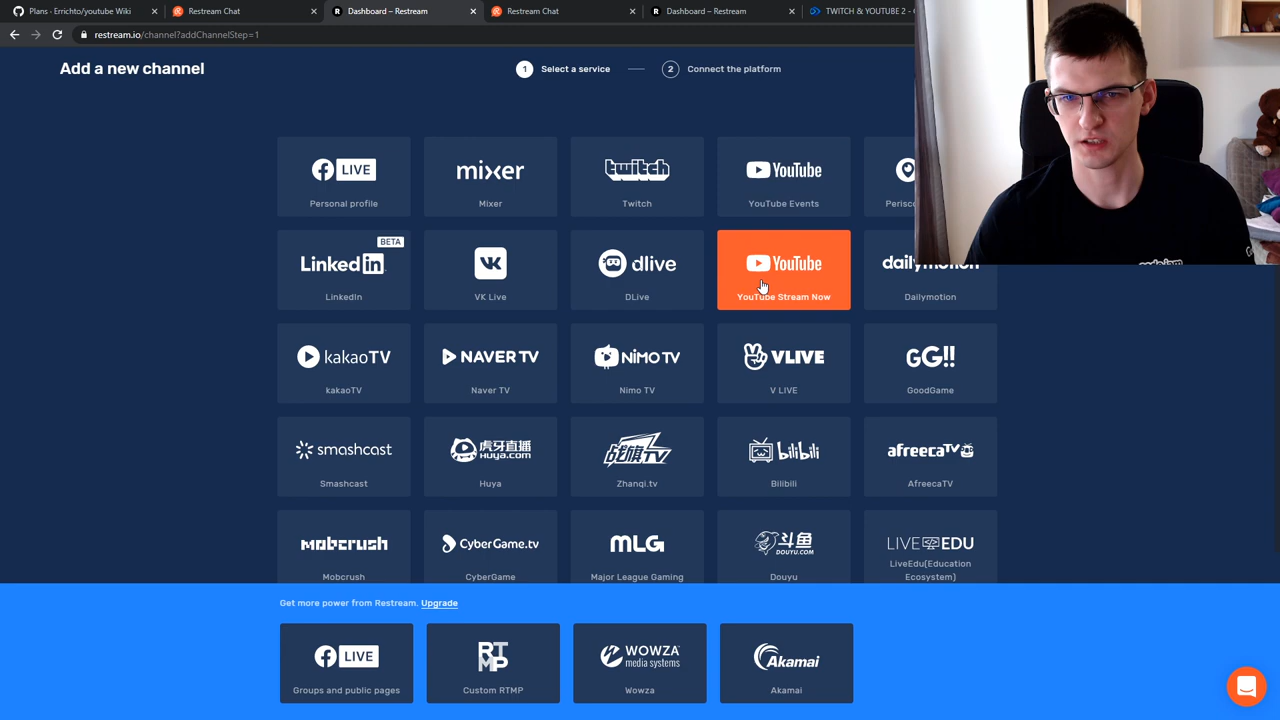 Plans - Errichto/youtube Wiki
Restream Chat
Dashboard – Restream
Restream Chat
Dashboard – Restream
TWITCH & YOUTUBE 2 -
restream.io/channel?addChannelStep=1
Add a new channel
1 Select a service
2 Connect the platform
LIVE
Personal profile
mixer
Mixer
twitch
Twitch
YouTube
YouTube Events
BETA
LinkedIn
LinkedIn
VK
VK Live
dlive
DLive
YouTube
YouTube Stream Now
dailymotion
Dailymotion
kakaoTV
kakaoTV
NAVER TV
Naver TV
NiMO TV
Nimo TV
VLIVE
V LIVE
GG!!
GoodGame
smashcast
Smashcast
虎牙直播
HUYA.COM
Huya
战旗TV
Zhanqi.tv
bilibili
Bilibili
afreecaTV
AfreecaTV
Mobcrush
Mobcrush
CyberGame.tv
CyberGame
MLG
Major League Gaming
斗鱼
DOUYU.COM
Douyu
LIVE EDU
LiveEdu(Education
Ecosystem)
Get more power from Restream. Upgrade
LIVE
Groups and public pages
RTMP
Custom RTMP
WOWZA
media systems
Wowza
Akamai
Akamai